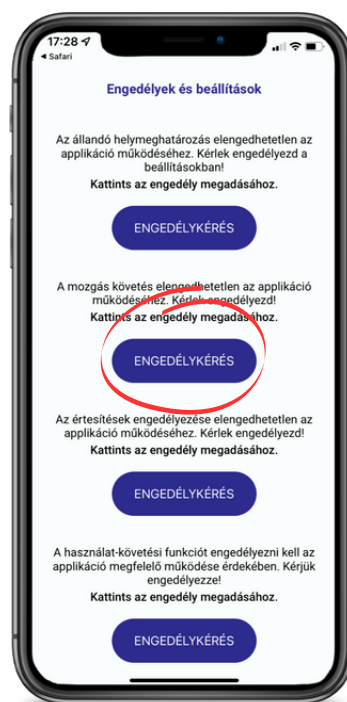 17:28
Safari
Engedélyek és beállítások
Az állandó helymeghatározás elengedhetetlen az
applikáció működéséhez. Kérlek engedélyezd a
beállításokban!
Kattints az engedély megadásához.
ENGEDÉLYKÉRÉS
A mozgás követés elengedhetetlen az applikáció
működéséhez. Kérlek engedélyezd!
Kattints az engedély megadásához.
ENGEDÉLYKÉRÉS
Az értesítések engedélyezése elengedhetetlen az
applikáció működéséhez. Kérlek engedélyezd!
Kattints az engedély megadásához.
ENGEDÉLYKÉRÉS
A használat-követési funkciót engedélyezni kell az
applikáció megfelelő működése érdekében. Kérjük
engedélyezze!
Kattints az engedély megadásához.
ENGEDÉLYKÉRÉS